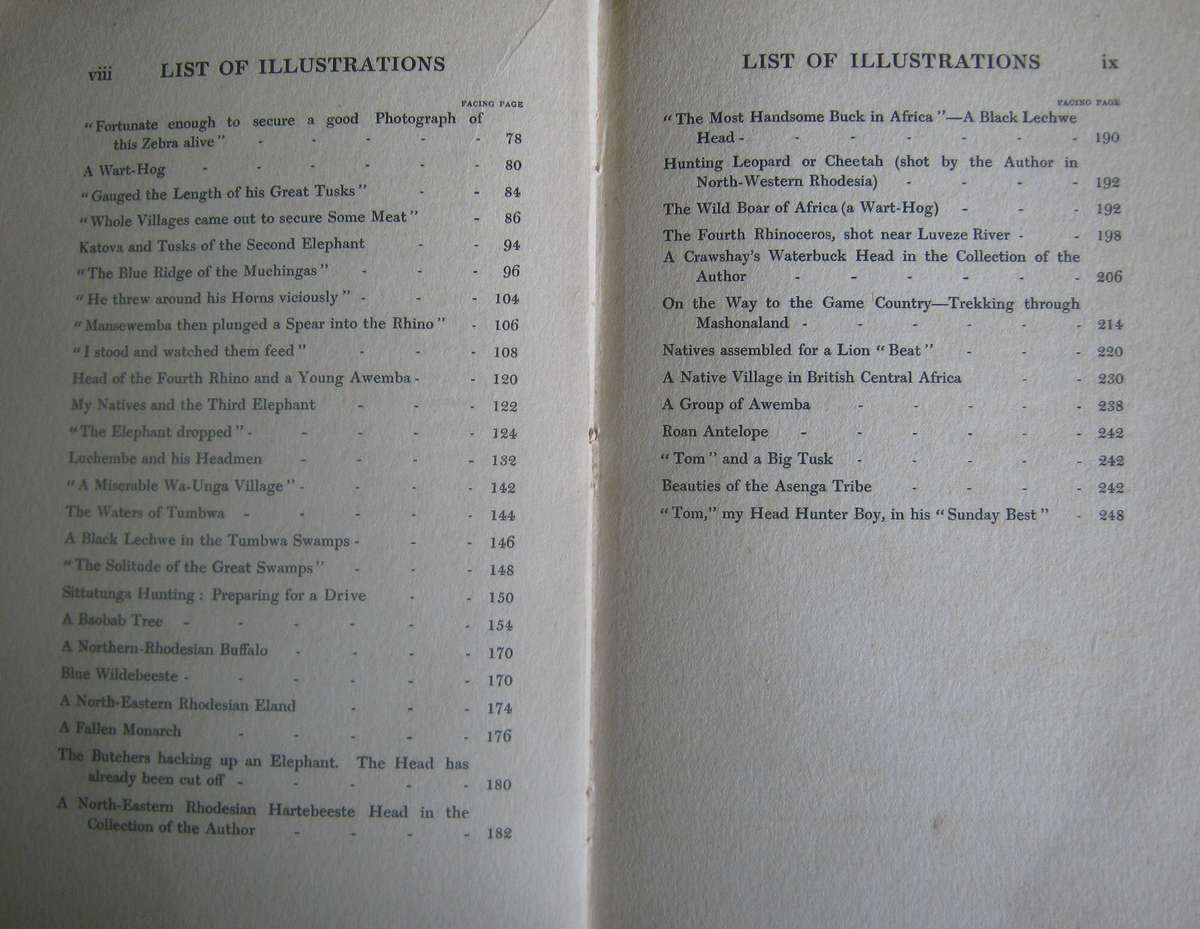 viii LIST OF ILLUSTRATIONS
FACING PAGE
"Fortunate enough to secure a good Photograph of
this Zebra alive" - - - - - 78
A Wart-Hog - - - - - - 80
"Gauged the Length of his Great Tusks" - - 84
"Whole Villages came out to secure Some Meat" - 86
Katova and Tusks of the Second Elephant - - 94
"The Blue Ridge of the Muchingas" - - - 96
"He threw around his Horns viciously" - - - 104
"Mansewemba then plunged a Spear into the Rhino" - 106
"I stood and watched them feed" - - - 108
Head of the Fourth Rhino and a Young Awemba - - 120
My Natives and the Third Elephant - - - 122
"The Elephant dropped" - - - - - 124
Luchembe and his Headmen - - - - 132
"A Miserable Wa-Unga Village" - - - - 142
The Waters of Tumbwa - - - - - 144
A Black Lechwe in the Tumbwa Swamps - - - 146
"The Solitude of the Great Swamps" - - - 148
Sittutunga Hunting: Preparing for a Drive - - 150
A Baobab Tree - - - - - - 154
A Northern-Rhodesian Buffalo - - - - 170
Blue Wildebeeste - - - - - - 170
A North-Eastern Rhodesian Eland - - - 174
A Fallen Monarch - - - - - 176
The Butchers hacking up an Elephant. The Head has
already been cut off - - - - - 180
A North-Eastern Rhodesian Hartebeeste Head in the
Collection of the Author - - - - 182
LIST OF ILLUSTRATIONS ix
FACING PAGE
"The Most Handsome Buck in Africa"—A Black Lechwe
Head - - - - - - - 190
Hunting Leopard or Cheetah (shot by the Author in
North-Western Rhodesia) - - - - 192
The Wild Boar of Africa (a Wart-Hog) - - - 192
The Fourth Rhinoceros, shot near Luveze River - - 198
A Crawshay's Waterbuck Head in the Collection of the
Author - - - - - - 206
On the Way to the Game Country—Trekking through
Mashonaland - - - - - - 214
Natives assembled for a Lion "Beat" - - - 220
A Native Village in British Central Africa - - 230
A Group of Awemba - - - - - 238
Roan Antelope - - - - - - 242
"Tom" and a Big Tusk - - - - - 242
Beauties of the Asenga Tribe - - - - 242
"Tom," my Head Hunter Boy, in his "Sunday Best" - 248